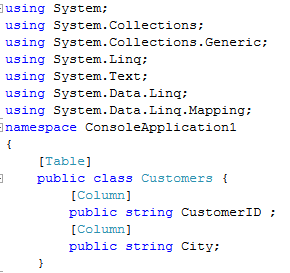 using System;
using System.Collections;
using System.Collections.Generic;
using System.Linq;
using System.Text;
using System.Data.Linq;
using System.Data.Linq.Mapping;
namespace ConsoleApplication1
{
[Table]
public class Customers {
[Column]
public string CustomerID ;
[Column]
public string City;
}